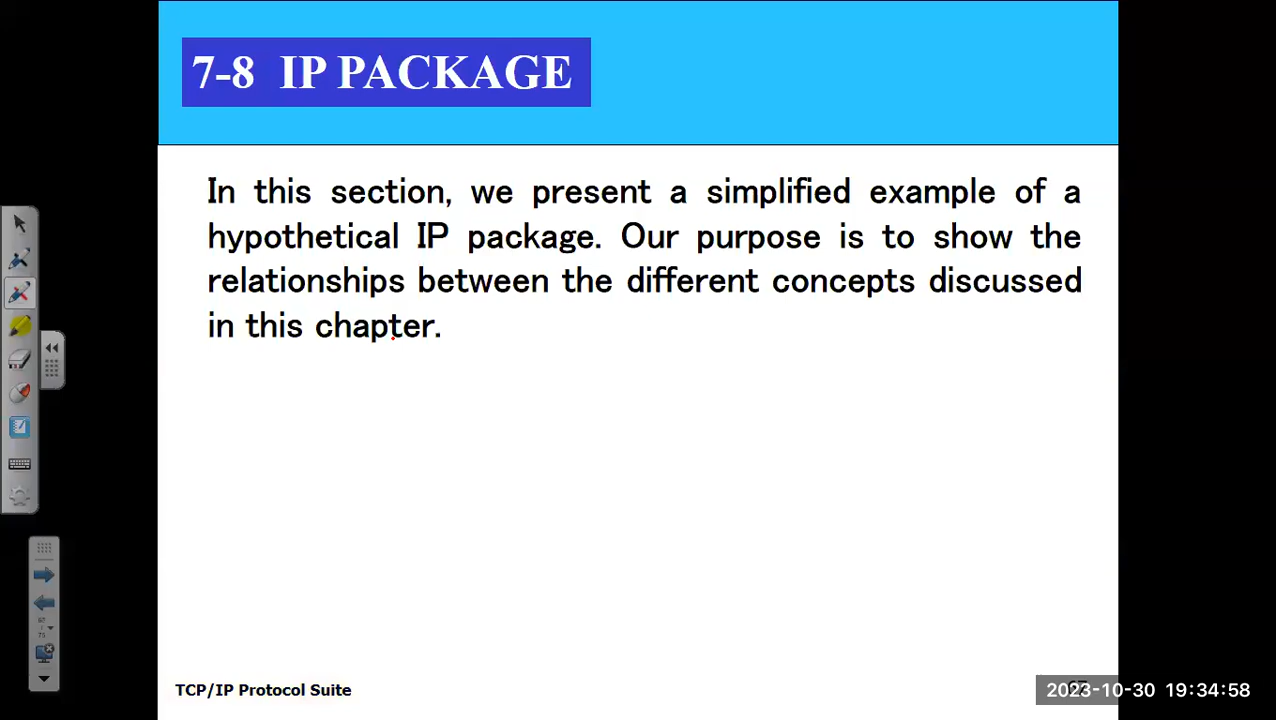 7-8 IP PACKAGE
In this section, we present a simplified example of a
hypothetical IP package. Our purpose is to show the
relationships between the different concepts discussed
in this chapter.
TCP/IP Protocol Suite
2023-10-30 19:34:58